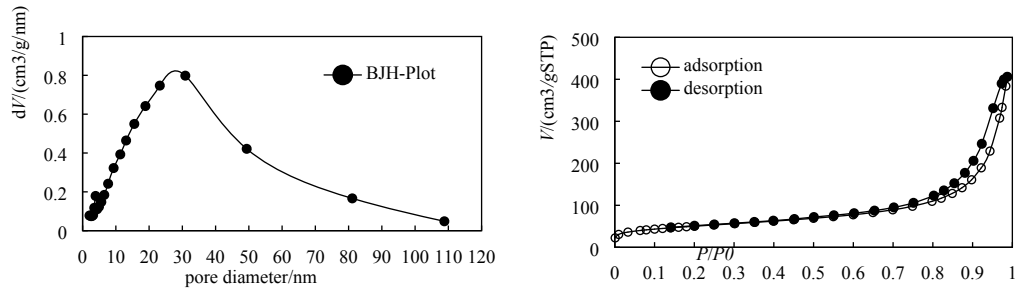 dV/(cm3/g/nm)
1
0.8
0.6
0.4
0.2
0
BJH-Plot
0 10 20 30 40 50 60 70 80 90 100 110 120
pore diameter/nm
V/(cm3/gSTP)
500
400
300
200
100
0
adsorption
desorption
P/P0
0 0.1 0.2 0.3 0.4 0.5 0.6 0.7 0.8 0.9 1